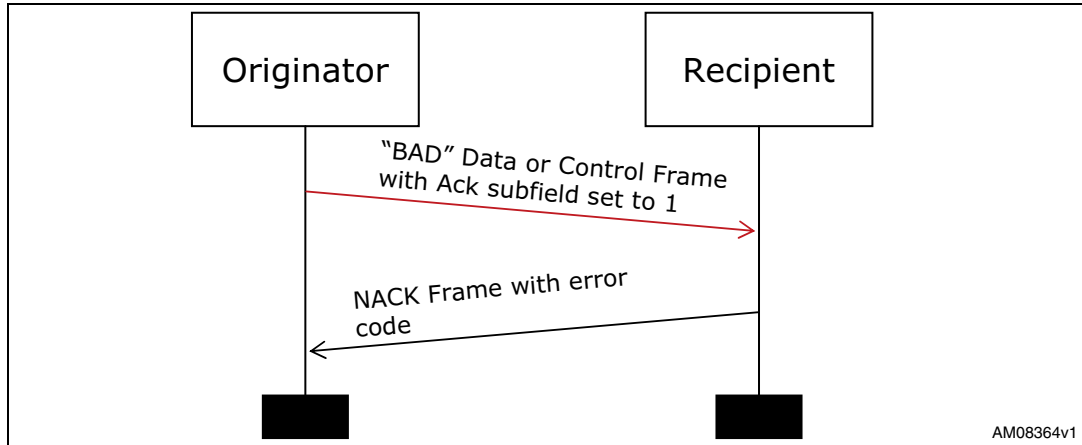 Originator
Recipient
“BAD” Data or Control Frame
with Ack subfield set to 1
NACK Frame with error
code
AM08364v1